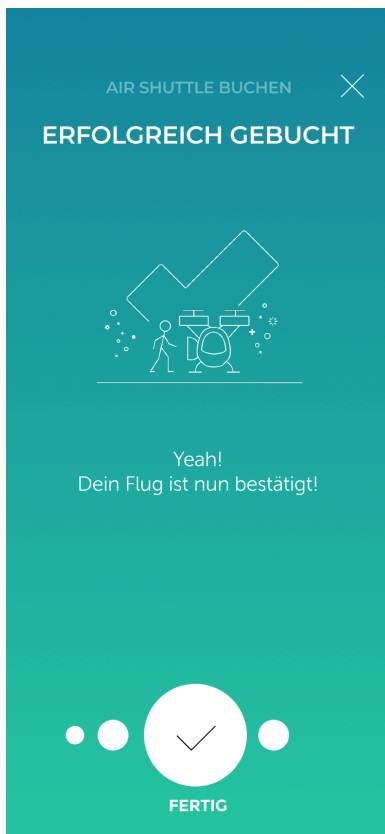 AIR SHUTTLE BUCHEN
ERFOLGREICH GEBUCHT
Yeah!
Dein Flug ist nun bestätigt!
FERTIG